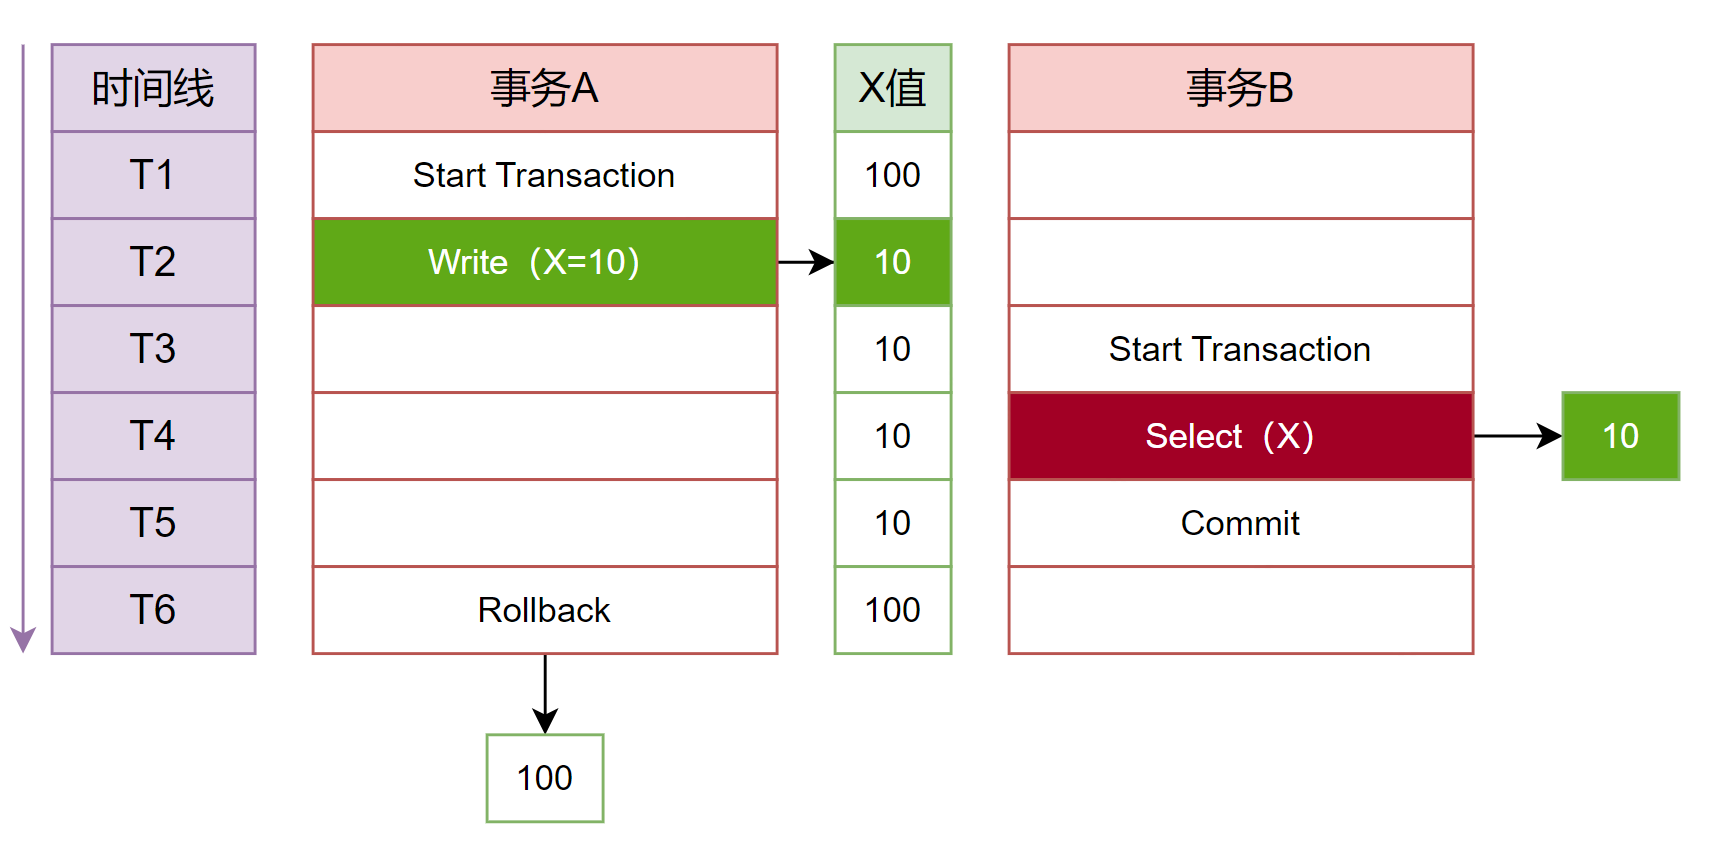 时间线 事务A X值 事务B
T1 Start Transaction 100
T2 Write（X=10） 10
T3 10 Start Transaction
T4 10 Select（X） 10
T5 10 Commit
T6 Rollback 100
100